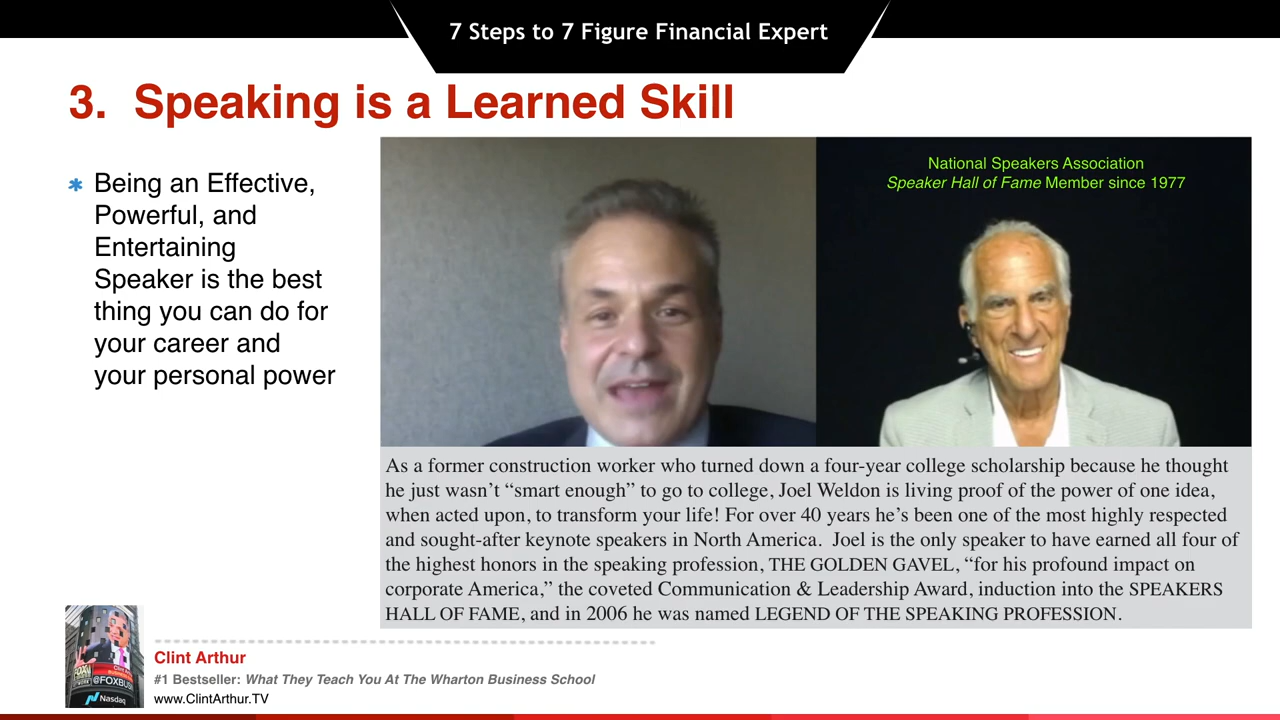 7 Steps to 7 Figure Financial Expert
3. Speaking is a Learned Skill
Being an Effective,
Powerful, and
Entertaining
Speaker is the best
thing you can do for
your career and
your personal power
National Speakers Association
Speaker Hall of Fame Member since 1977
As a former construction worker who turned down a four-year college scholarship because he thought
he just wasn’t “smart enough” to go to college, Joel Weldon is living proof of the power of one idea,
when acted upon, to transform your life! For over 40 years he’s been one of the most highly respected
and sought-after keynote speakers in North America. Joel is the only speaker to have earned all four of
the highest honors in the speaking profession, THE GOLDEN GAVEL, “for his profound impact on
corporate America,” the coveted Communication & Leadership Award, induction into the SPEAKERS
HALL OF FAME, and in 2006 he was named LEGEND OF THE SPEAKING PROFESSION.
@FOXBUS
Nasdaq
Clint Arthur
#1 Bestseller: What They Teach You At The Wharton Business School
www.ClintArthur.TV